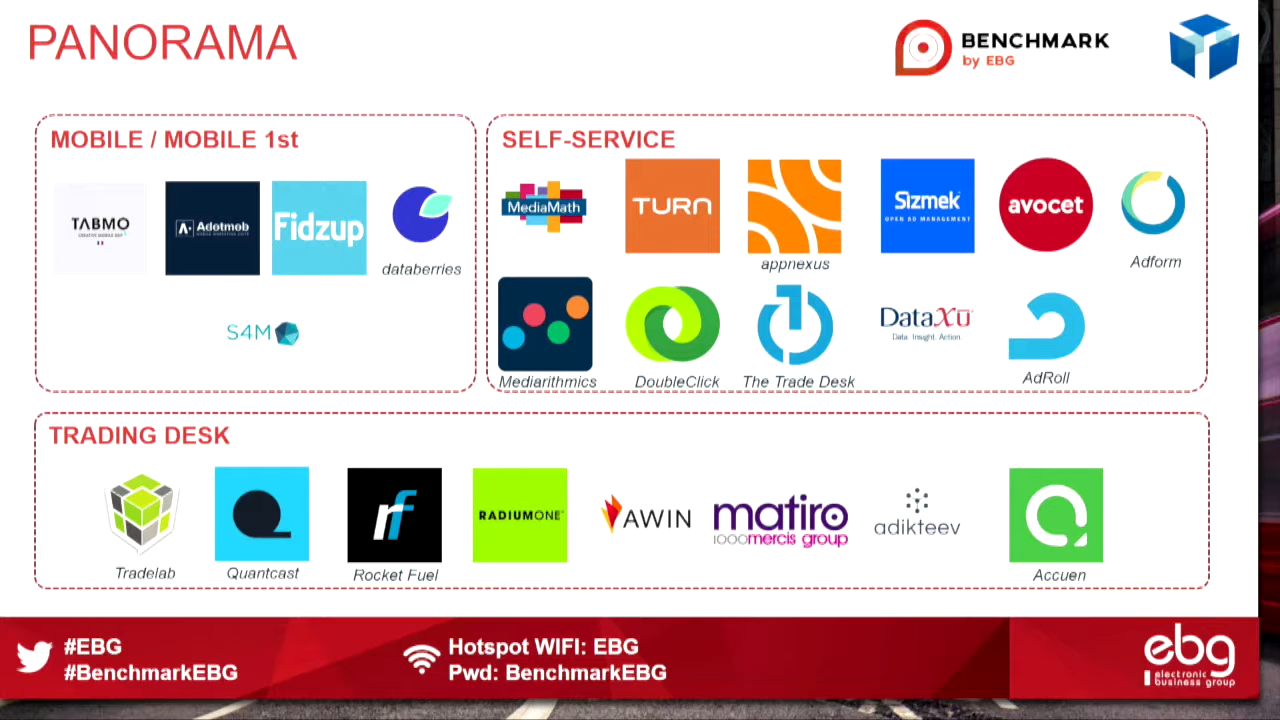 PANORAMA
BENCHMARK
by EBG
MOBILE / MOBILE 1st
TABMO
CREATIVE MOBILE DSP
Adotmob
Fidzup
databerries
S4M
SELF-SERVICE
MediaMath
TURN
appnexus
Sizmek
OPEN AD MANAGEMENT
avocet
Adform
Mediarithmics
DoubleClick
The Trade Desk
DataXu
Data. Insight. Action.
AdRoll
TRADING DESK
Tradelab
Quantcast
rf
Rocket Fuel
RADIUMONE
AWIN
matiro
1000mercis group
adikteev
Accuen
#EBG
#BenchmarkEBG
Hotspot WIFI: EBG
Pwd: BenchmarkEBG
ebg
electronic
business group